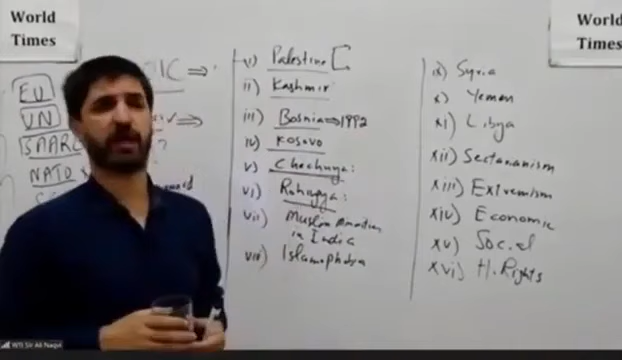 World
Times
World
Times
IC ⇒
EU
UN
SAARC
NATO
i) Palestine [
ii) Kashmir
iii) Bosnia ⇒ 1992
iv) Kosovo
v) Chechnya:
vi) Rohingya:
vii) Muslim
in India
viii) Islamophobia
ix) Syria
x) Yemen
xi) Libya
xii) Sectarianism
xiii) Extremism
xiv) Economic
xv) Social
xvi) H. Rights
WTI Sir Ali Naqvi